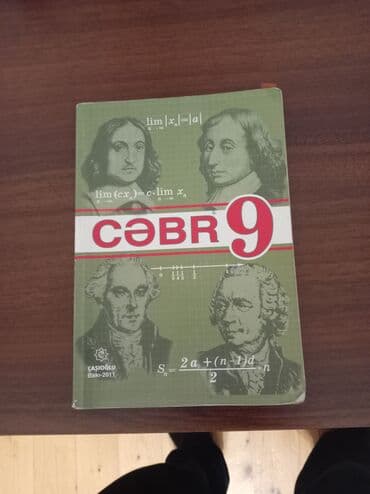 lim |xₙ|=|a|
n→∞
lim(cxₙ)=c·lim xₙ
n→∞ n→∞
CƏBR 9
ÇAŞIOĞLU
Bakı-2011
Sₙ= 2a₁+(n-1)d / 2 ·n